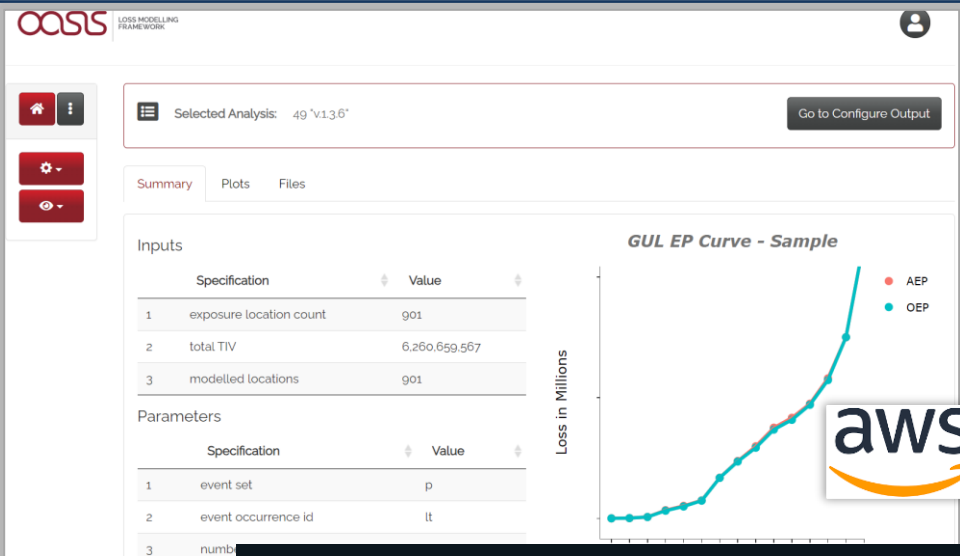 OASIS LOSS MODELLING
FRAMEWORK
Selected Analysis: 49 "v.1.3.6"
Go to Configure Output
Summary Plots Files
Inputs
Specification Value
1 exposure location count 901
2 total TIV 6,260,659,567
3 modelled locations 901
Parameters
Specification Value
1 event set p
2 event occurrence id lt
3 numb
GUL EP Curve - Sample
AEP
OEP
Loss in Millions
aws